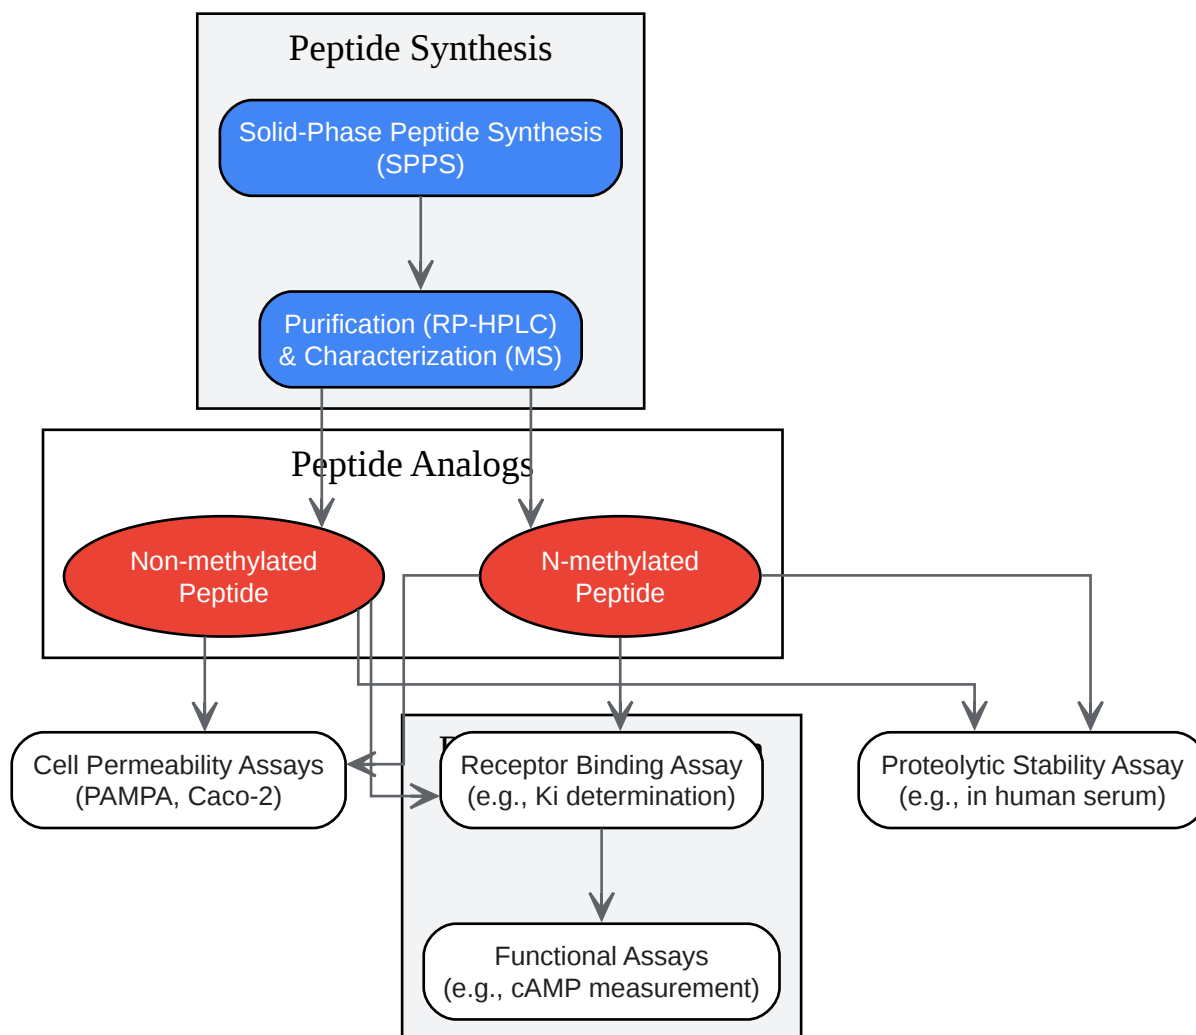 Peptide Synthesis
Solid-Phase Peptide Synthesis
(SPPS)
Purification (RP-HPLC)
& Characterization (MS)
Peptide Analogs
Non-methylated
Peptide
N-methylated
Peptide
Cell Permeability Assays
(PAMPA, Caco-2)
Receptor Binding Assay
(e.g., Ki determination)
Proteolytic Stability Assay
(e.g., in human serum)
Functional Assays
(e.g., cAMP measurement)